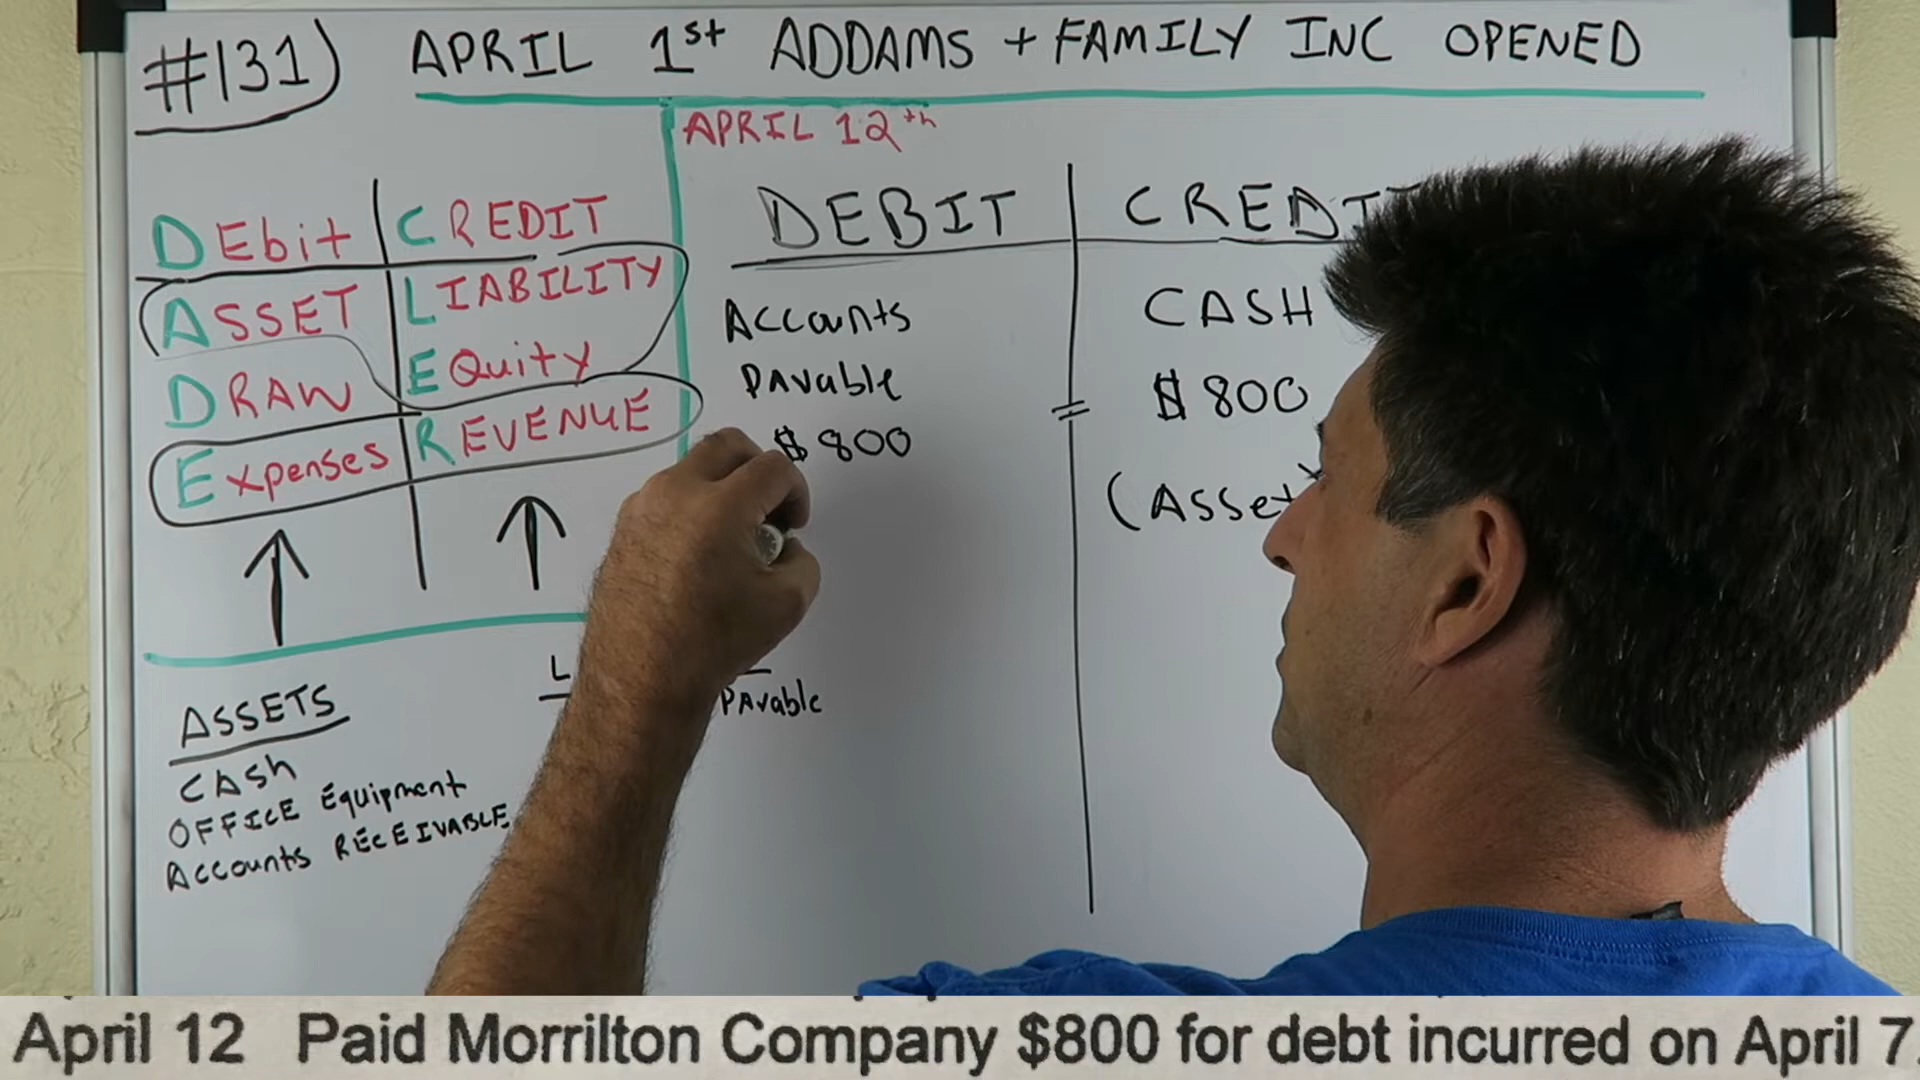 #131) APRIL 1st ADDAMS + FAMILY INC OPENED
APRIL 12th
DEbit CREDIT
ASSET LIABILITY
DRAW EQuity
Expenses REVENUE
DEBIT
Accounts
PAyable
$800
=
CASH
$800
(Asset
PAyable
ASSETS
CASh
OFFICE Equipment
Accounts RECEIVABLE
April 12 Paid Morrilton Company $800 for debt incurred on April 7.